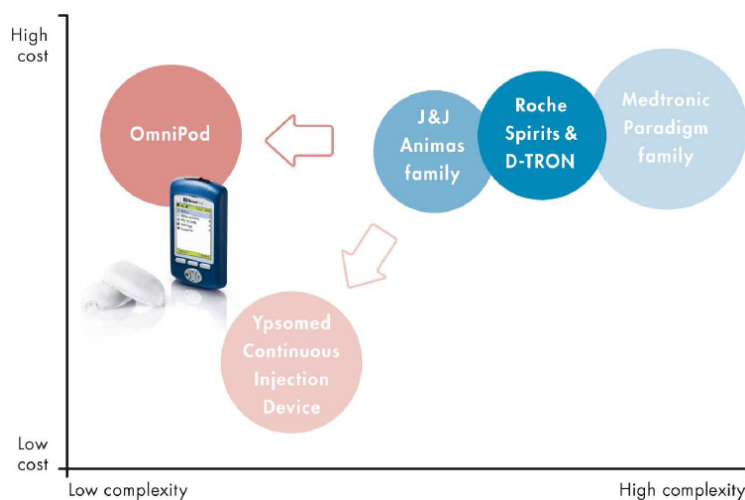 High
cost
OmniPod
J&J
Animas
family
Roche
Spirits &
D-TRON
Medtronic
Paradigm
family
Ypsomed
Continuous
Injection
Device
Low
cost
Low complexity
High complexity